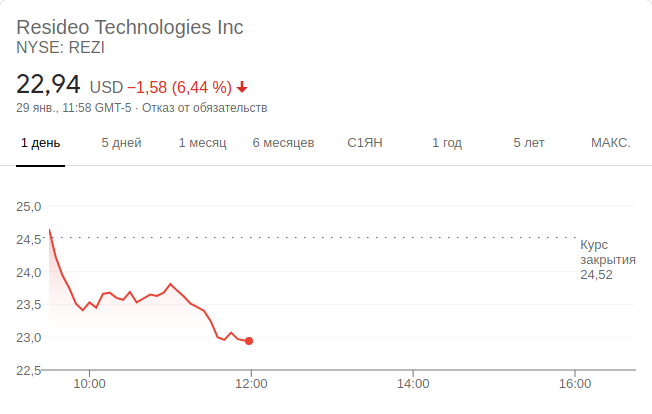 Resideo Technologies Inc
NYSE: REZI
22,94 USD −1,58 (6,44 %)
29 янв., 11:58 GMT-5 · Отказ от обязательств
1 день 5 дней 1 месяц 6 месяцев С1ЯН 1 год 5 лет МАКС.
25,0
24,5
Курс
закрытия
24,52
24,0
23,5
23,0
22,5
10:00 12:00 14:00 16:00